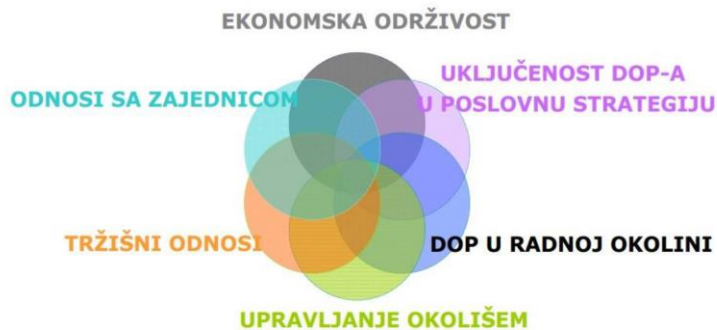 EKONOMSKA ODRŽIVOST
UKLJUČENOST DOP-A
U POSLOVNU STRATEGIJU
ODNOSI SA ZAJEDNICOM
TRŽIŠNI ODNOSI
DOP U RADNOJ OKOLINI
UPRAVLJANJE OKOLIŠEM